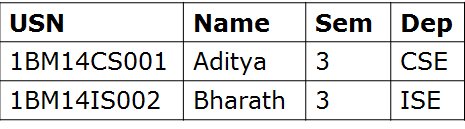 USN Name Sem Dep
1BM14CS001 Aditya 3 CSE
1BM14IS002 Bharath 3 ISE